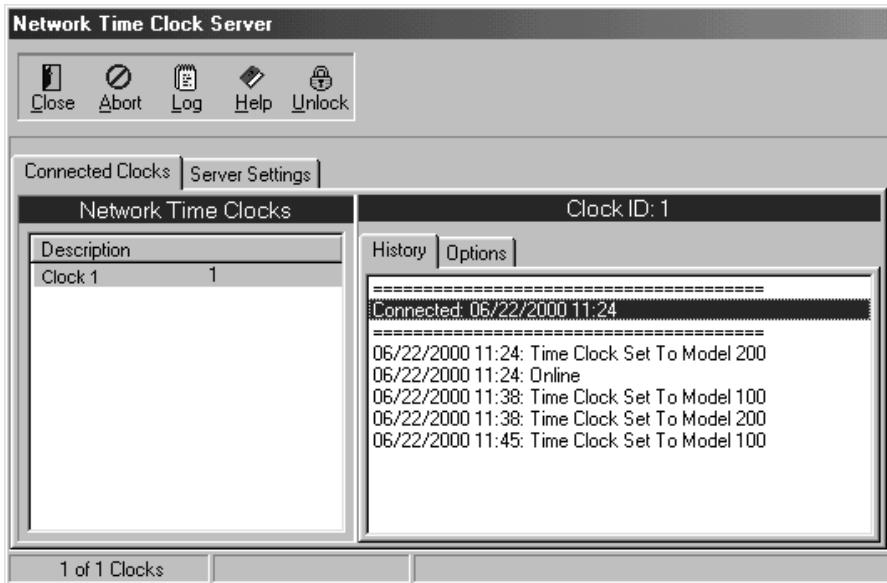 Network Time Clock Server
Close Abort Log Help Unlock
Connected Clocks Server Settings
Network Time Clocks
Description
Clock 1 1
Clock ID: 1
History Options
==========================================
Connected: 06/22/2000 11:24
==========================================
06/22/2000 11:24: Time Clock Set To Model 200
06/22/2000 11:24: Online
06/22/2000 11:38: Time Clock Set To Model 100
06/22/2000 11:38: Time Clock Set To Model 200
06/22/2000 11:45: Time Clock Set To Model 100
1 of 1 Clocks